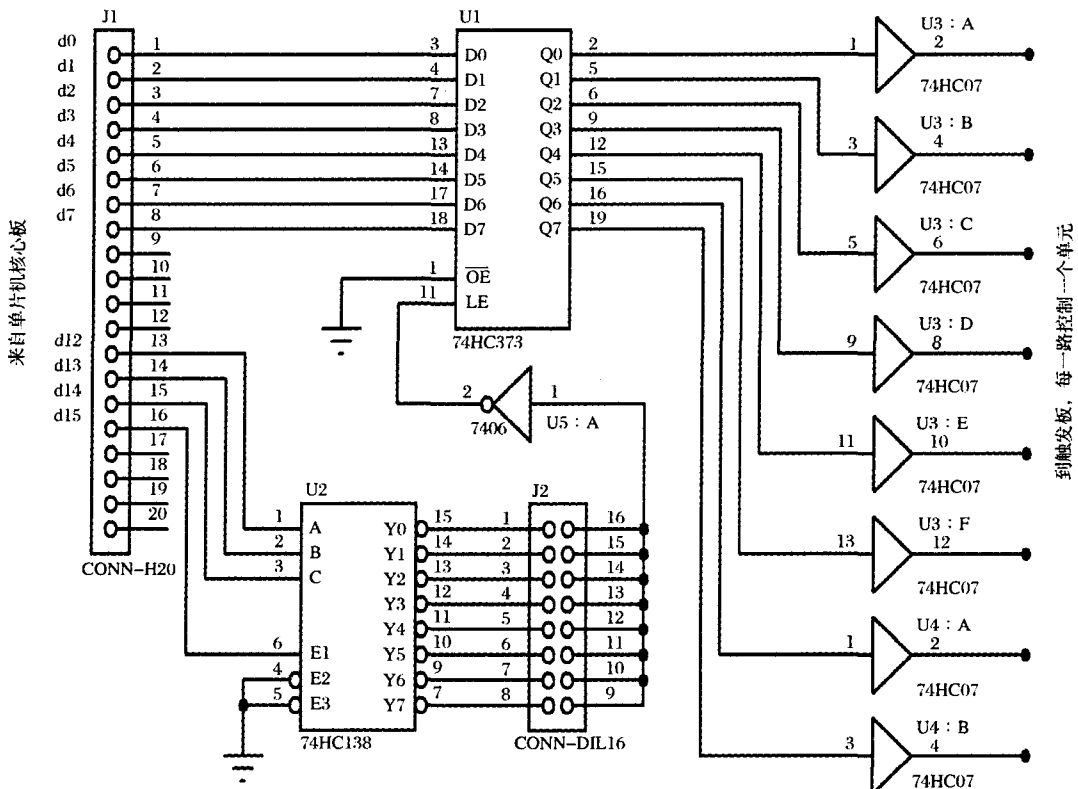 J1
U1
d0 1 3 D0 Q0 2 1 U3:A 2
d1 2 4 D1 Q1 5 74HC07
d2 3 7 D2 Q2 6
d3 4 8 D3 Q3 9 3 U3:B 4
d4 5 13 D4 Q4 12
d5 6 14 D5 Q5 15 74HC07
d6 7 17 D6 Q6 16
d7 8 18 D7 Q7 19
5 U3:C 6
74HC07
9
10 1 OE
11 11 LE
12
74HC373
9 U3:D 8
74HC07
d12 13
d13 14
d14 15
d15 16
17
18
19
20
CONN-H20
来自单片机核心板
2 1
7406 U5:A
11 U3:E 10
74HC07
U2
J2
1 A Y0 15 1 16
2 B Y1 14 2 15
3 C Y2 13 3 14
Y3 12 4 13
Y4 11 5 12
6 E1 Y5 10 6 11
4 E2 Y6 9 7 10
5 E3 Y7 7 8 9
74HC138
CONN-DIL16
13 U3:F 12
74HC07
1 U4:A 2
74HC07
3 U4:B 4
74HC07
到触发板，每一路控制一个单元